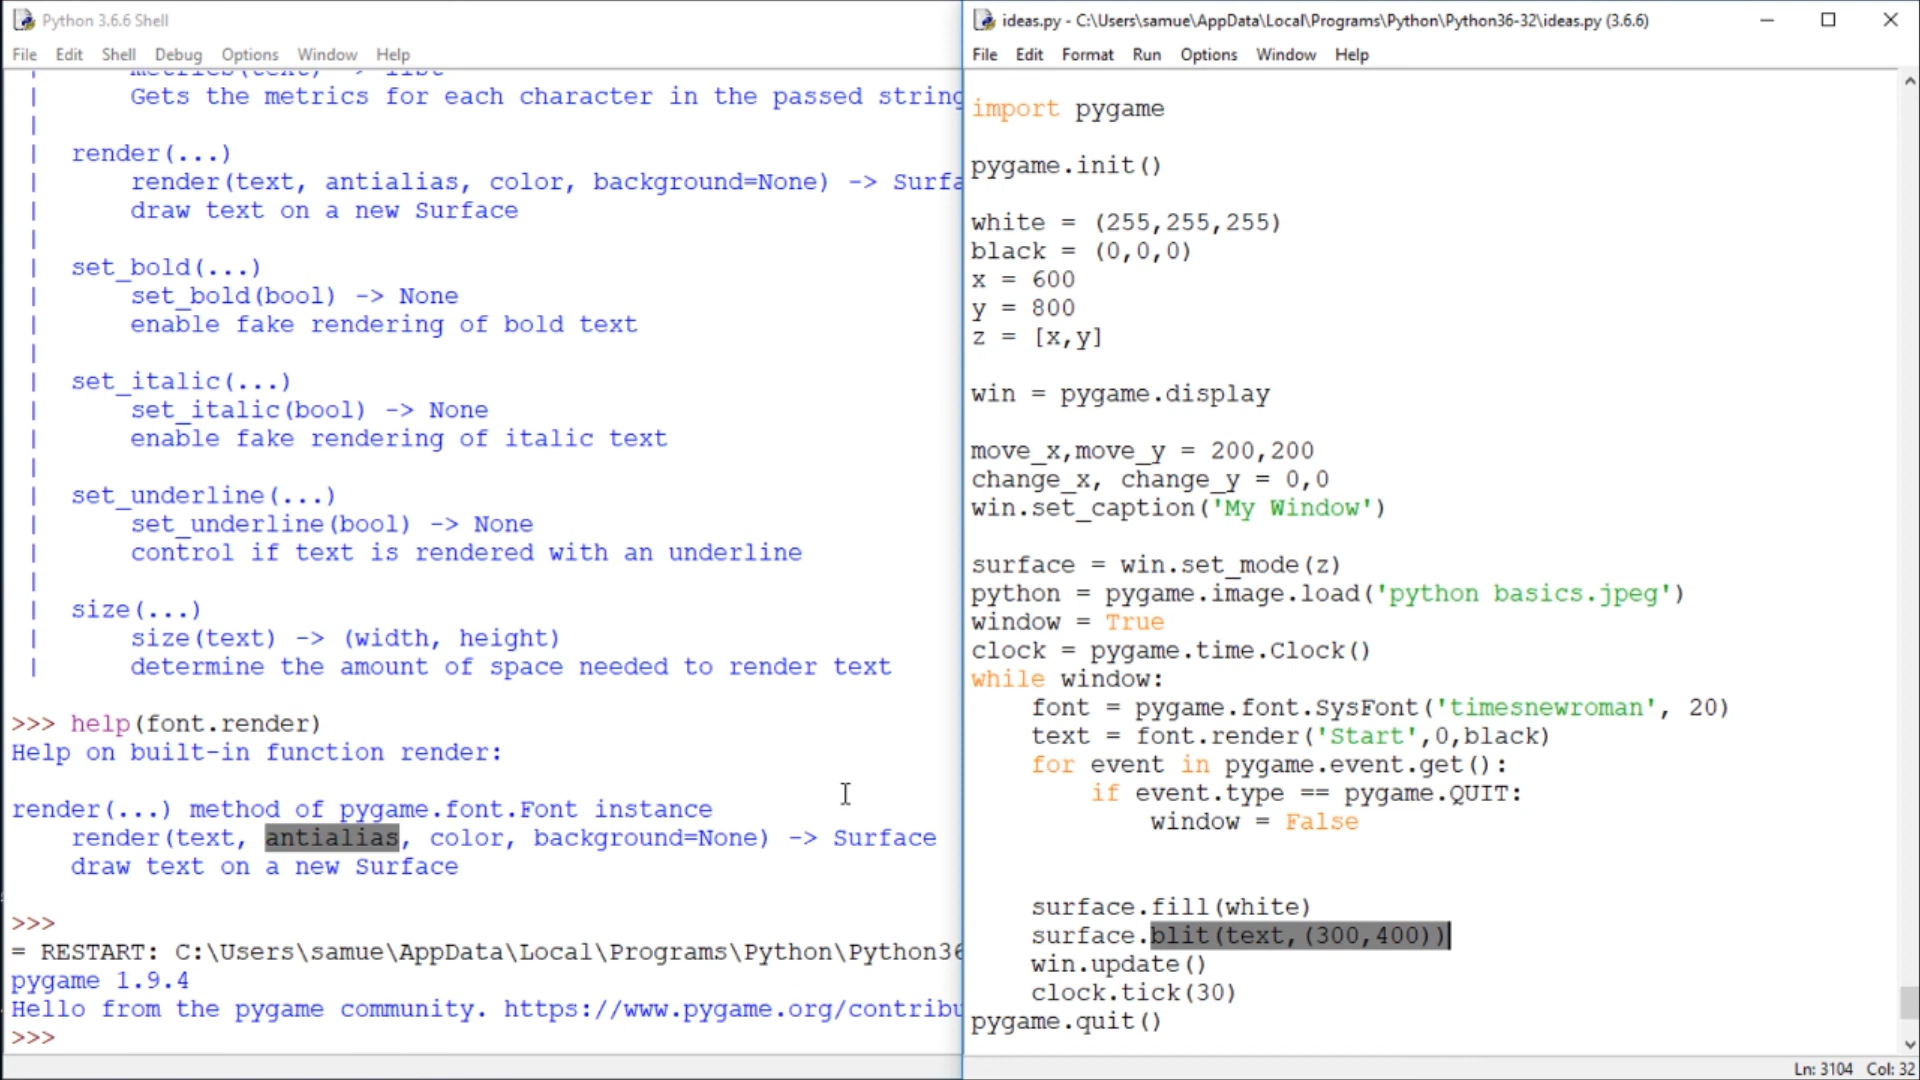 Python 3.6.6 Shell
File Edit Shell Debug Options Window Help
metrics(text) -> list
| Gets the metrics for each character in the passed string
|
| render(...)
| render(text, antialias, color, background=None) -> Surfa
| draw text on a new Surface
|
| set_bold(...)
| set_bold(bool) -> None
| enable fake rendering of bold text
|
| set_italic(...)
| set_italic(bool) -> None
| enable fake rendering of italic text
|
| set_underline(...)
| set_underline(bool) -> None
| control if text is rendered with an underline
|
| size(...)
| size(text) -> (width, height)
| determine the amount of space needed to render text
>>> help(font.render)
Help on built-in function render:
render(...) method of pygame.font.Font instance
render(text, antialias, color, background=None) -> Surface
draw text on a new Surface
>>>
= RESTART: C:\Users\samue\AppData\Local\Programs\Python\Python36
pygame 1.9.4
Hello from the pygame community. https://www.pygame.org/contribu
>>>
ideas.py - C:\Users\samue\AppData\Local\Programs\Python\Python36-32\ideas.py (3.6.6)
File Edit Format Run Options Window Help
import pygame
pygame.init()
white = (255,255,255)
black = (0,0,0)
x = 600
y = 800
z = [x,y]
win = pygame.display
move_x,move_y = 200,200
change_x, change_y = 0,0
win.set_caption('My Window')
surface = win.set_mode(z)
python = pygame.image.load('python basics.jpeg')
window = True
clock = pygame.time.Clock()
while window:
font = pygame.font.SysFont('timesnewroman', 20)
text = font.render('Start',0,black)
for event in pygame.event.get():
if event.type == pygame.QUIT:
window = False
surface.fill(white)
surface.blit(text,(300,400))
win.update()
clock.tick(30)
pygame.quit()
Ln: 3104 Col: 32